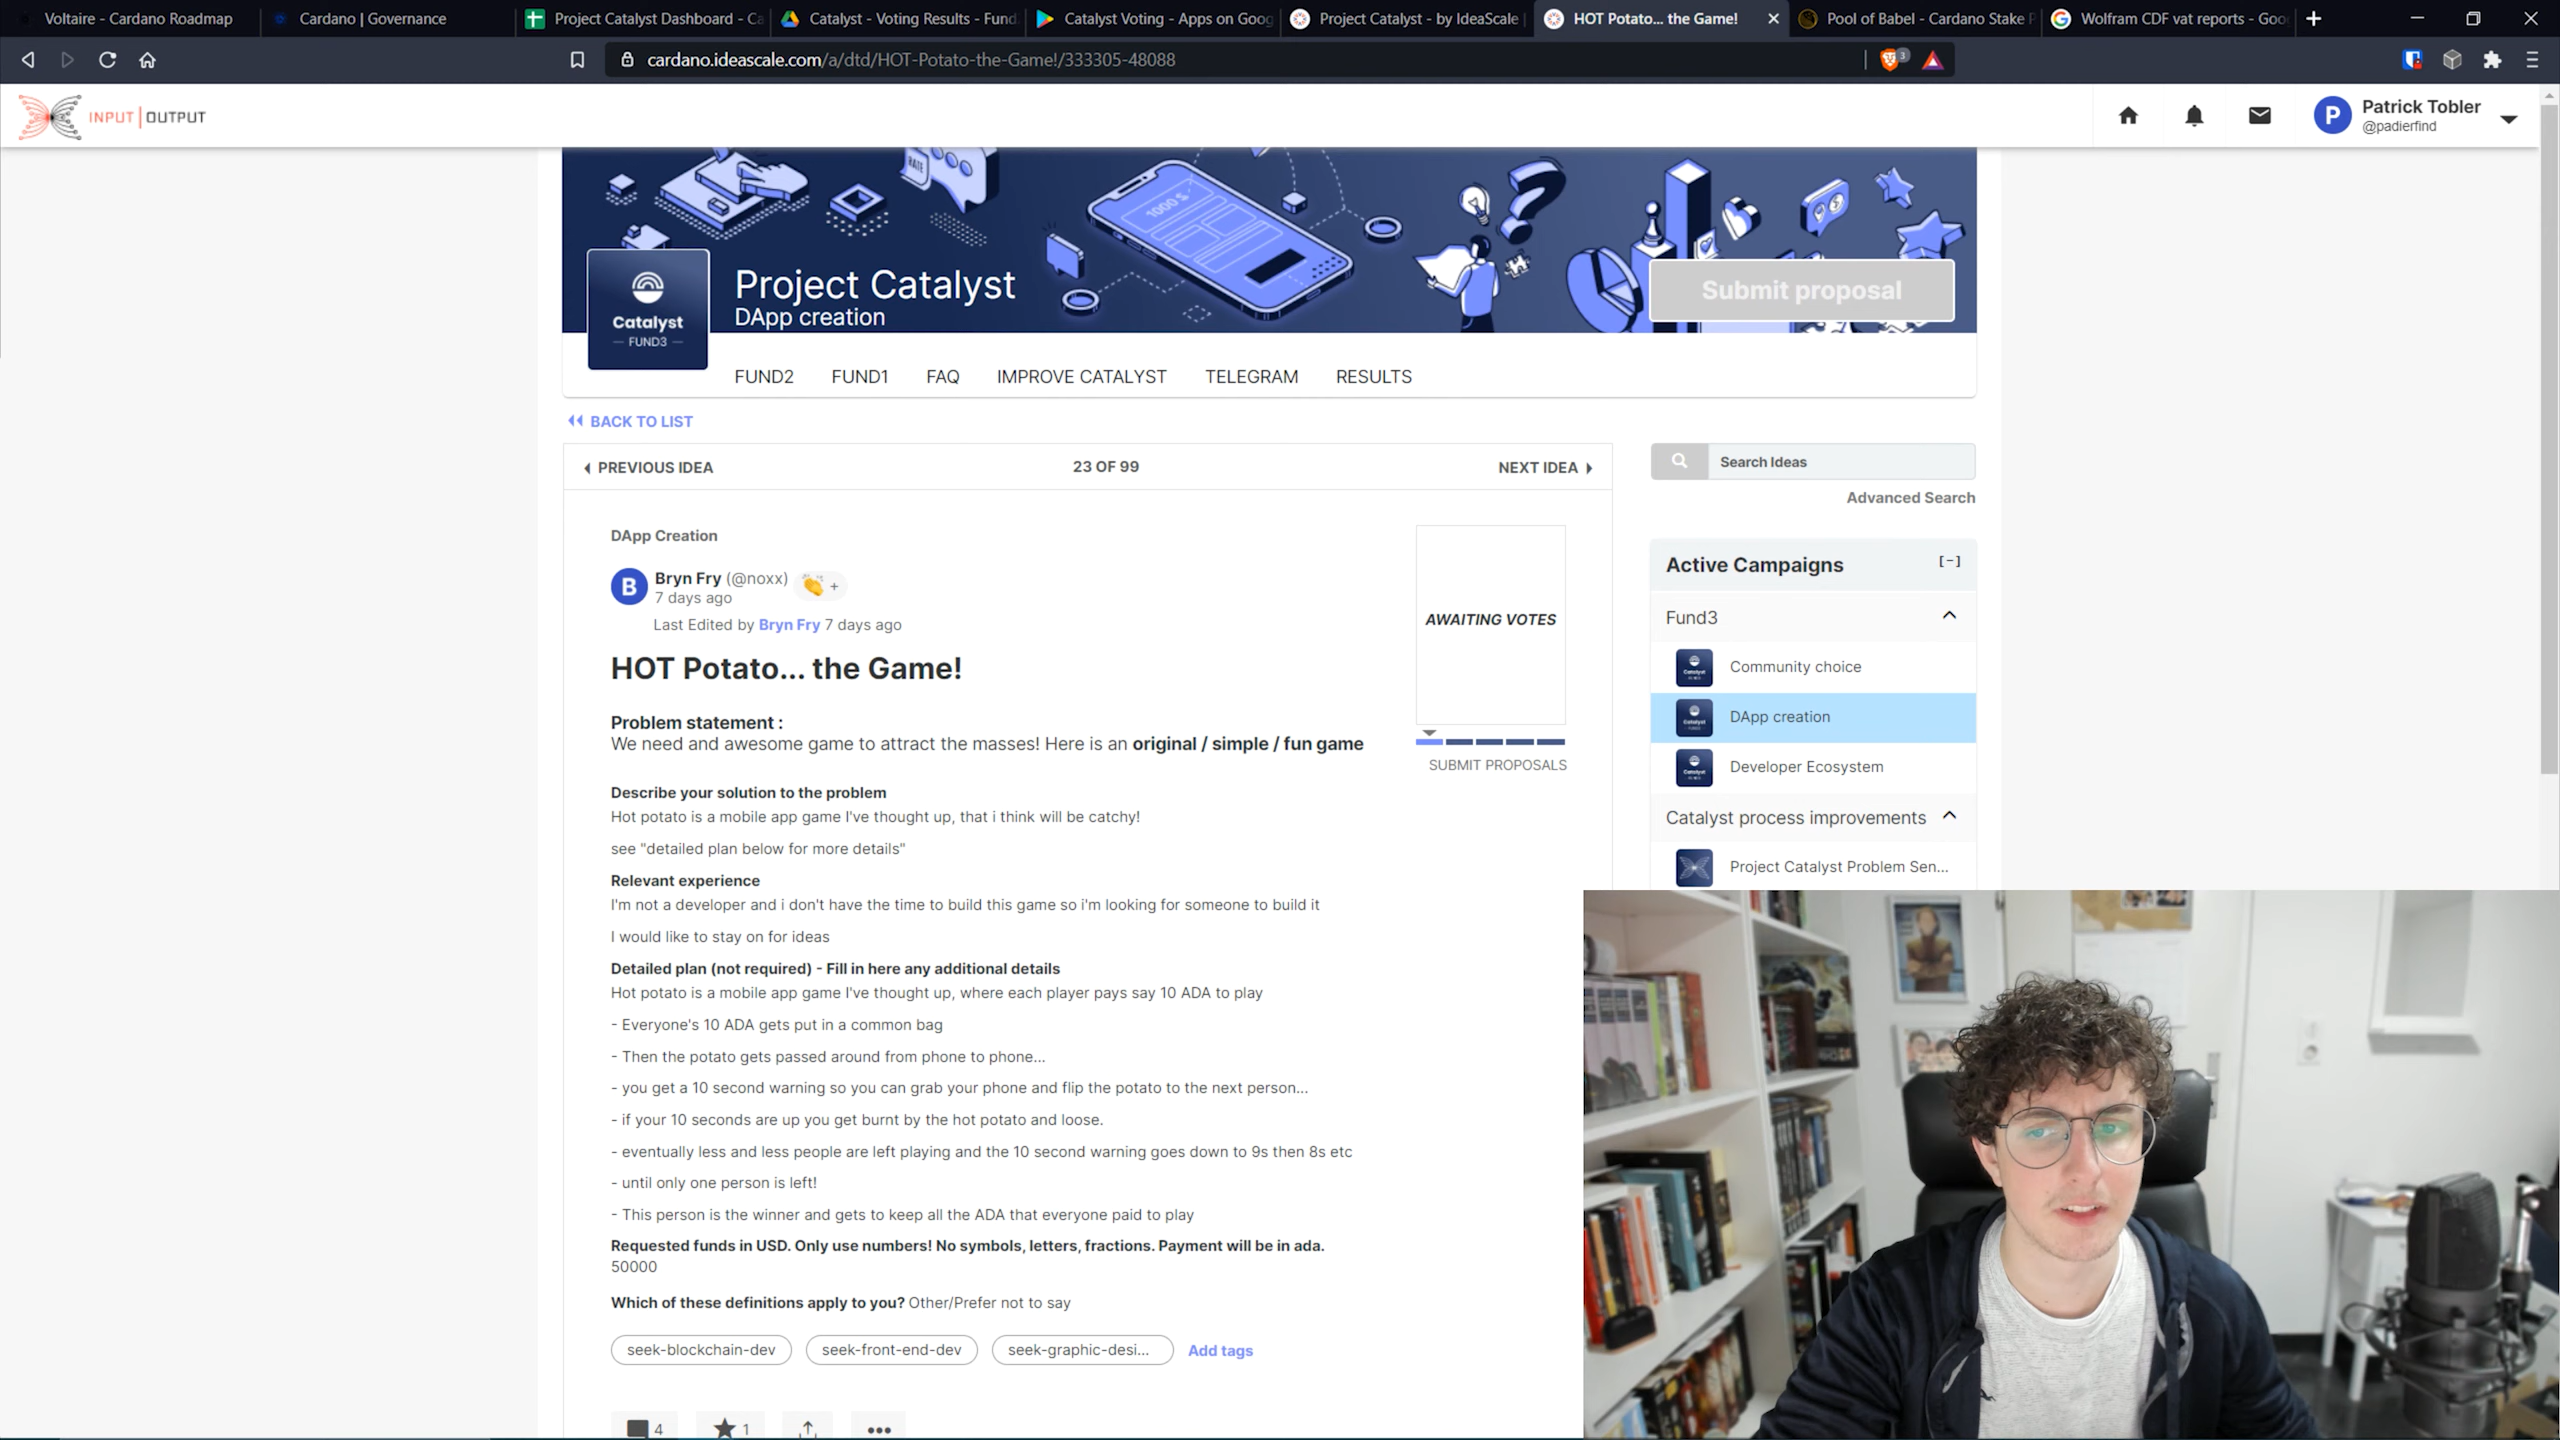 Voltaire - Cardano Roadmap
Cardano | Governance
Project Catalyst Dashboard - Ca
Catalyst - Voting Results - Fund
Catalyst Voting - Apps on Goog
Project Catalyst - by IdeaScale
HOT Potato... the Game!
Pool of Babel - Cardano Stake P
Wolfram CDF vat reports - Goo
cardano.ideascale.com/a/dtd/HOT-Potato-the-Game!/333305-48088
3
INPUT | OUTPUT
P
Patrick Tobler
@padierfind
RATE
1000 $
Catalyst
FUND3
Project Catalyst
DApp creation
Submit proposal
FUND2
FUND1
FAQ
IMPROVE CATALYST
TELEGRAM
RESULTS
BACK TO LIST
PREVIOUS IDEA
23 OF 99
NEXT IDEA
Search Ideas
Advanced Search
DApp Creation
B
Bryn Fry (@noxx)
+
7 days ago
Last Edited by Bryn Fry 7 days ago
AWAITING VOTES
SUBMIT PROPOSALS
HOT Potato... the Game!
Problem statement :
We need and awesome game to attract the masses! Here is an original / simple / fun game
Describe your solution to the problem
Hot potato is a mobile app game I've thought up, that i think will be catchy!
see "detailed plan below for more details"
Relevant experience
I'm not a developer and i don't have the time to build this game so i'm looking for someone to build it
I would like to stay on for ideas
Detailed plan (not required) - Fill in here any additional details
Hot potato is a mobile app game I've thought up, where each player pays say 10 ADA to play
- Everyone's 10 ADA gets put in a common bag
- Then the potato gets passed around from phone to phone...
- you get a 10 second warning so you can grab your phone and flip the potato to the next person...
- if your 10 seconds are up you get burnt by the hot potato and loose.
- eventually less and less people are left playing and the 10 second warning goes down to 9s then 8s etc
- until only one person is left!
- This person is the winner and gets to keep all the ADA that everyone paid to play
Requested funds in USD. Only use numbers! No symbols, letters, fractions. Payment will be in ada.
50000
Which of these definitions apply to you? Other/Prefer not to say
seek-blockchain-dev
seek-front-end-dev
seek-graphic-desi...
Add tags
4
1
Active Campaigns
[-]
Fund3
Community choice
DApp creation
Developer Ecosystem
Catalyst process improvements
Project Catalyst Problem Sen...